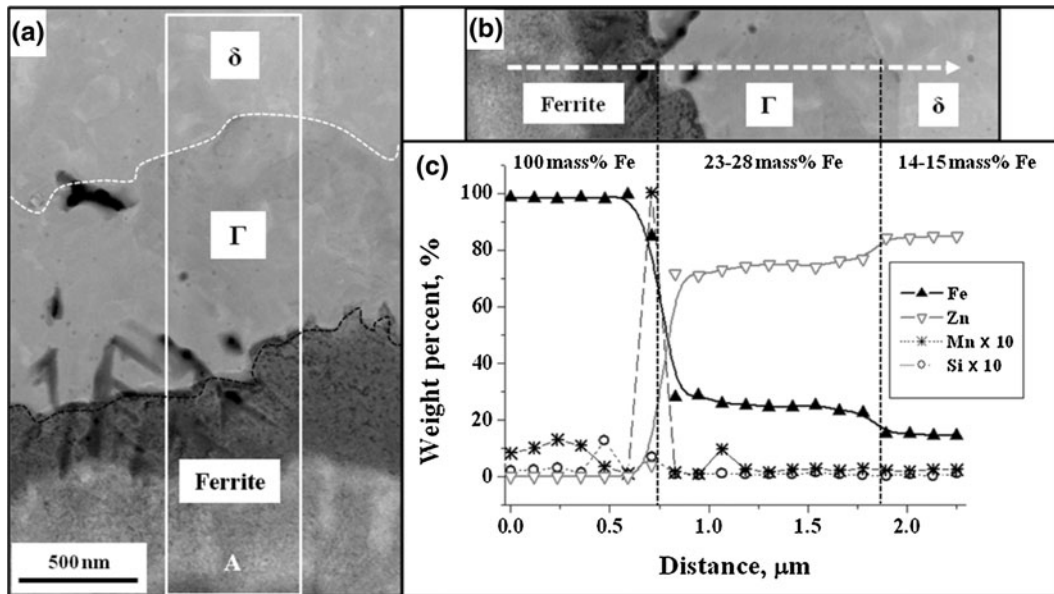 (a)
δ
Γ
Ferrite
500 nm
A
(b)
Ferrite
Γ
δ
(c)
100 mass% Fe
23-28 mass% Fe
14-15 mass% Fe
Weight percent, %
100
80
60
40
20
0
Fe
Zn
Mn x 10
Si x 10
0.0
0.5
1.0
1.5
2.0
Distance, μm